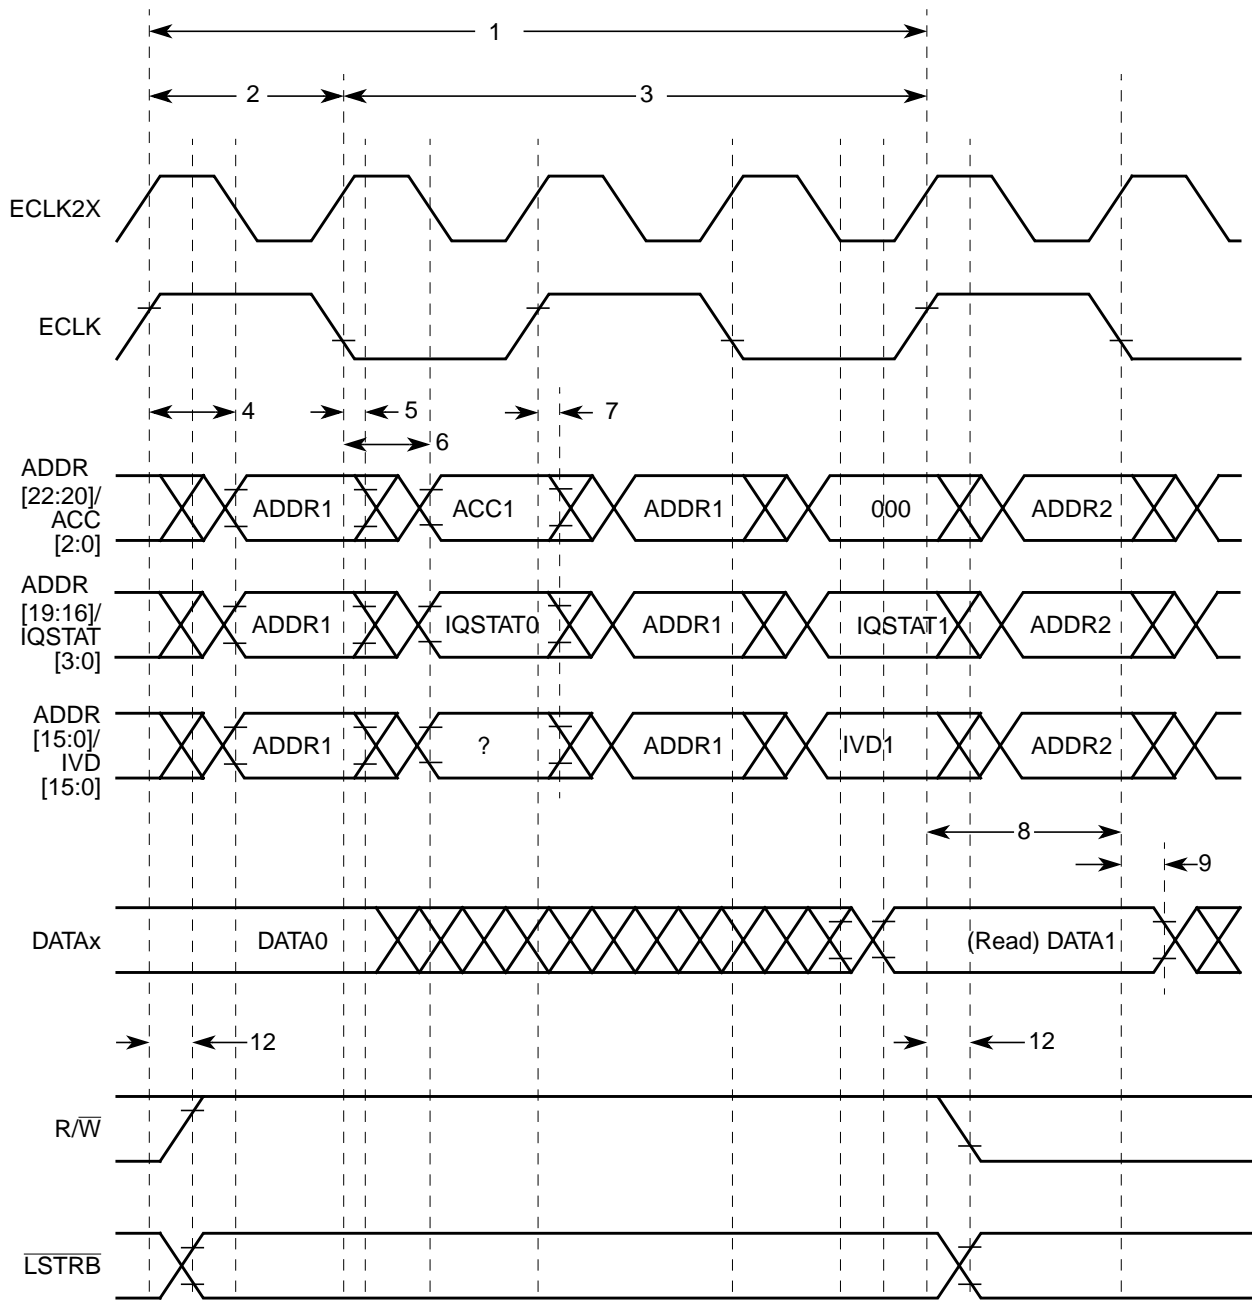 1
2
3
ECLK2X
ECLK
4
5
7
6
ADDR
[22:20]/
ACC
[2:0]
ADDR1
ACC1
ADDR1
000
ADDR2
ADDR
[19:16]/
IQSTAT
[3:0]
ADDR1
IQSTAT0
ADDR1
IQSTAT1
ADDR2
ADDR
[15:0]/
IVD
[15:0]
ADDR1
?
ADDR1
IVD1
ADDR2
8
9
DATAx
DATA0
(Read) DATA1
12
12
R/W̅
L̅S̅T̅R̅B̅